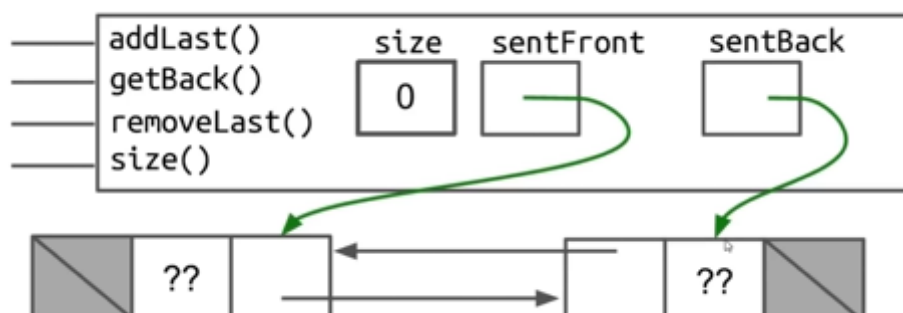 addLast()
getBack()
removeLast()
size()
size sentFront sentBack
0
??
??